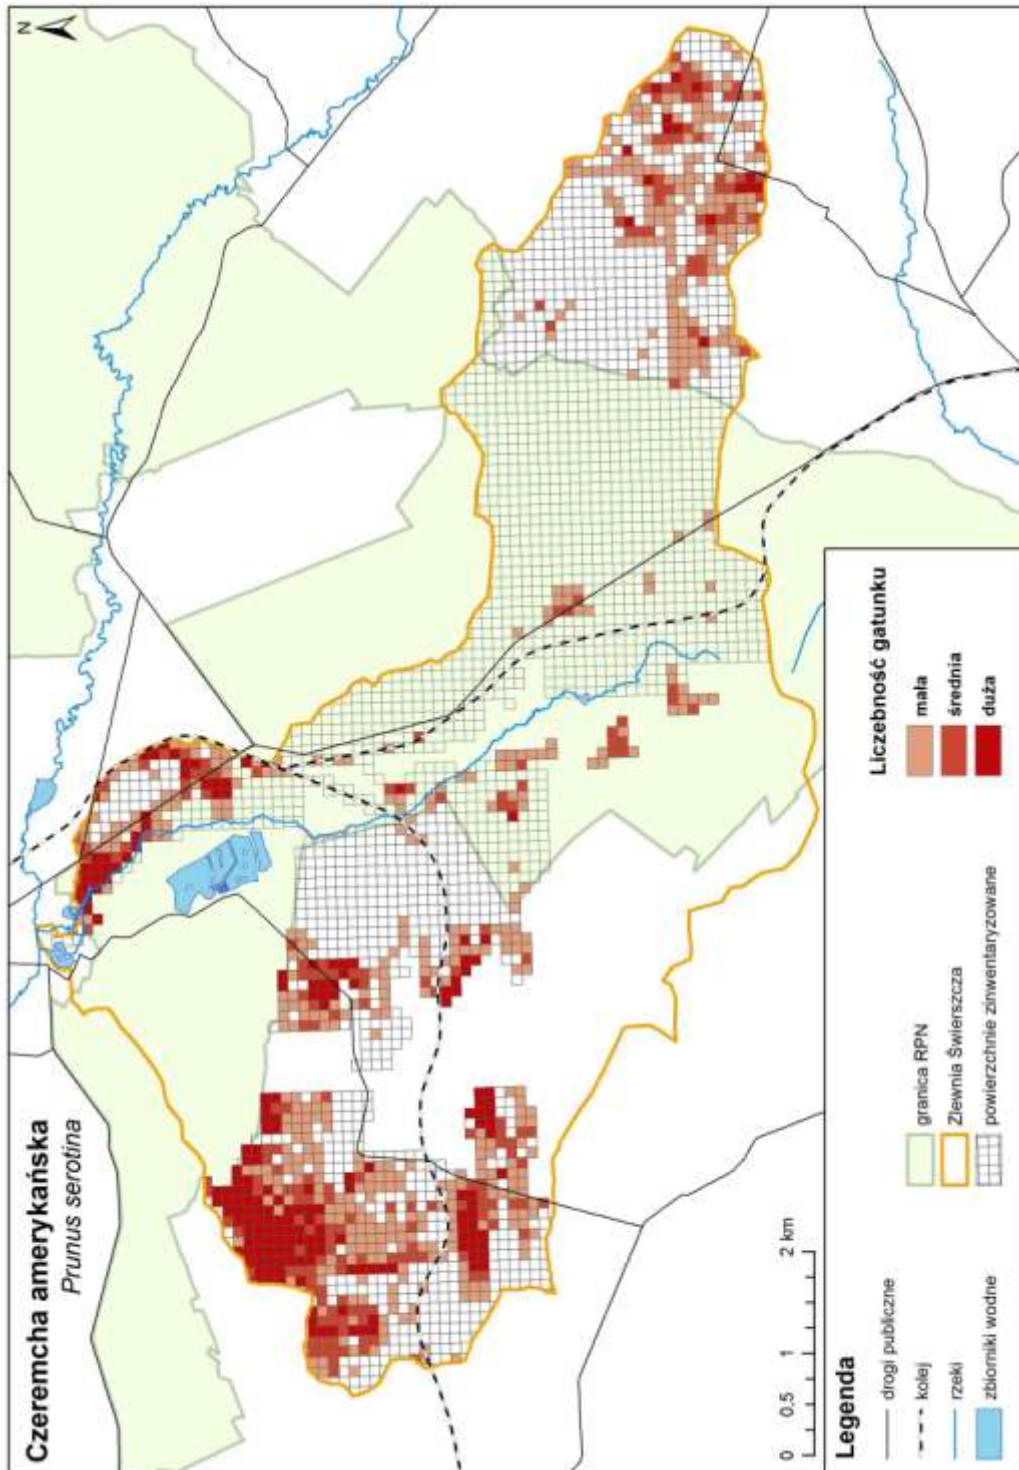 Czeremcha amerykańska
Prunus serotina
N
0 0.5 1 2 km
Legenda
drogi publiczne
kolej
rzeki
zbiorniki wodne
granica RPN
Zlewnia Świerszcza
powierzchnie zinwentaryzowane
Liczebność gatunku
mała
średnia
duża